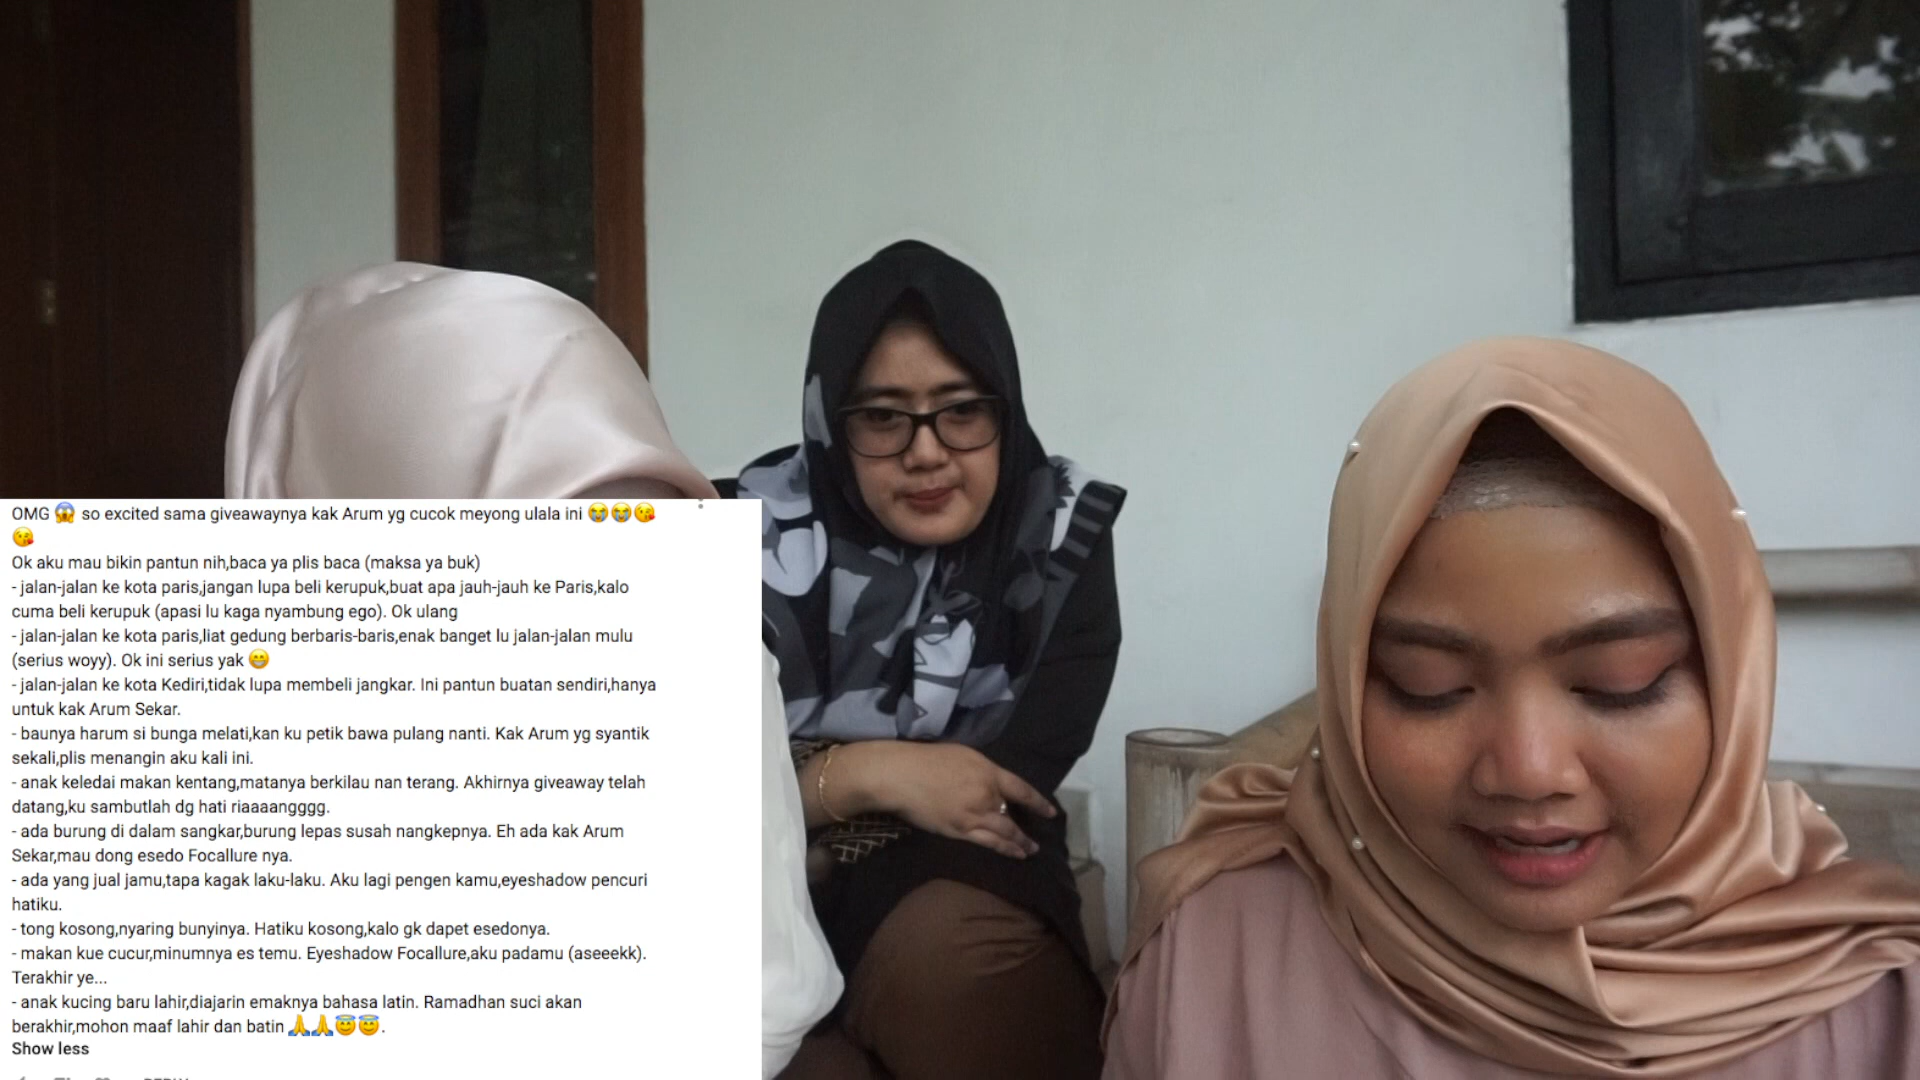 OMG 😱 so excited sama giveawaynya kak Arum yg cucok meyong ulala ini 😭😭😘
😘
Ok aku mau bikin pantun nih,baca ya plis baca (maksa ya buk)
- jalan-jalan ke kota paris,jangan lupa beli kerupuk,buat apa jauh-jauh ke Paris,kalo
cuma beli kerupuk (apasi lu kaga nyambung ego). Ok ulang
- jalan-jalan ke kota paris,liat gedung berbaris-baris,enak banget lu jalan-jalan mulu
(serius woyy). Ok ini serius yak 😁
- jalan-jalan ke kota Kediri,tidak lupa membeli jangkar. Ini pantun buatan sendiri,hanya
untuk kak Arum Sekar.
- baunya harum si bunga melati,kan ku petik bawa pulang nanti. Kak Arum yg syantik
sekali,plis menangin aku kali ini.
- anak keledai makan kentang,matanya berkilau nan terang. Akhirnya giveaway telah
datang,ku sambutlah dg hati riaaaangggg.
- ada burung di dalam sangkar,burung lepas susah nangkepnya. Eh ada kak Arum
Sekar,mau dong esedo Focallure nya.
- ada yang jual jamu,tapa kagak laku-laku. Aku lagi pengen kamu,eyeshadow pencuri
hatiku.
- tong kosong,nyaring bunyinya. Hatiku kosong,kalo gk dapet esedonya.
- makan kue cucur,minumnya es temu. Eyeshadow Focallure,aku padamu (aseeekk).
Terakhir ye...
- anak kucing baru lahir,diajarin emaknya bahasa latin. Ramadhan suci akan
berakhir,mohon maaf lahir dan batin 🙏🙏😇😇.
Show less